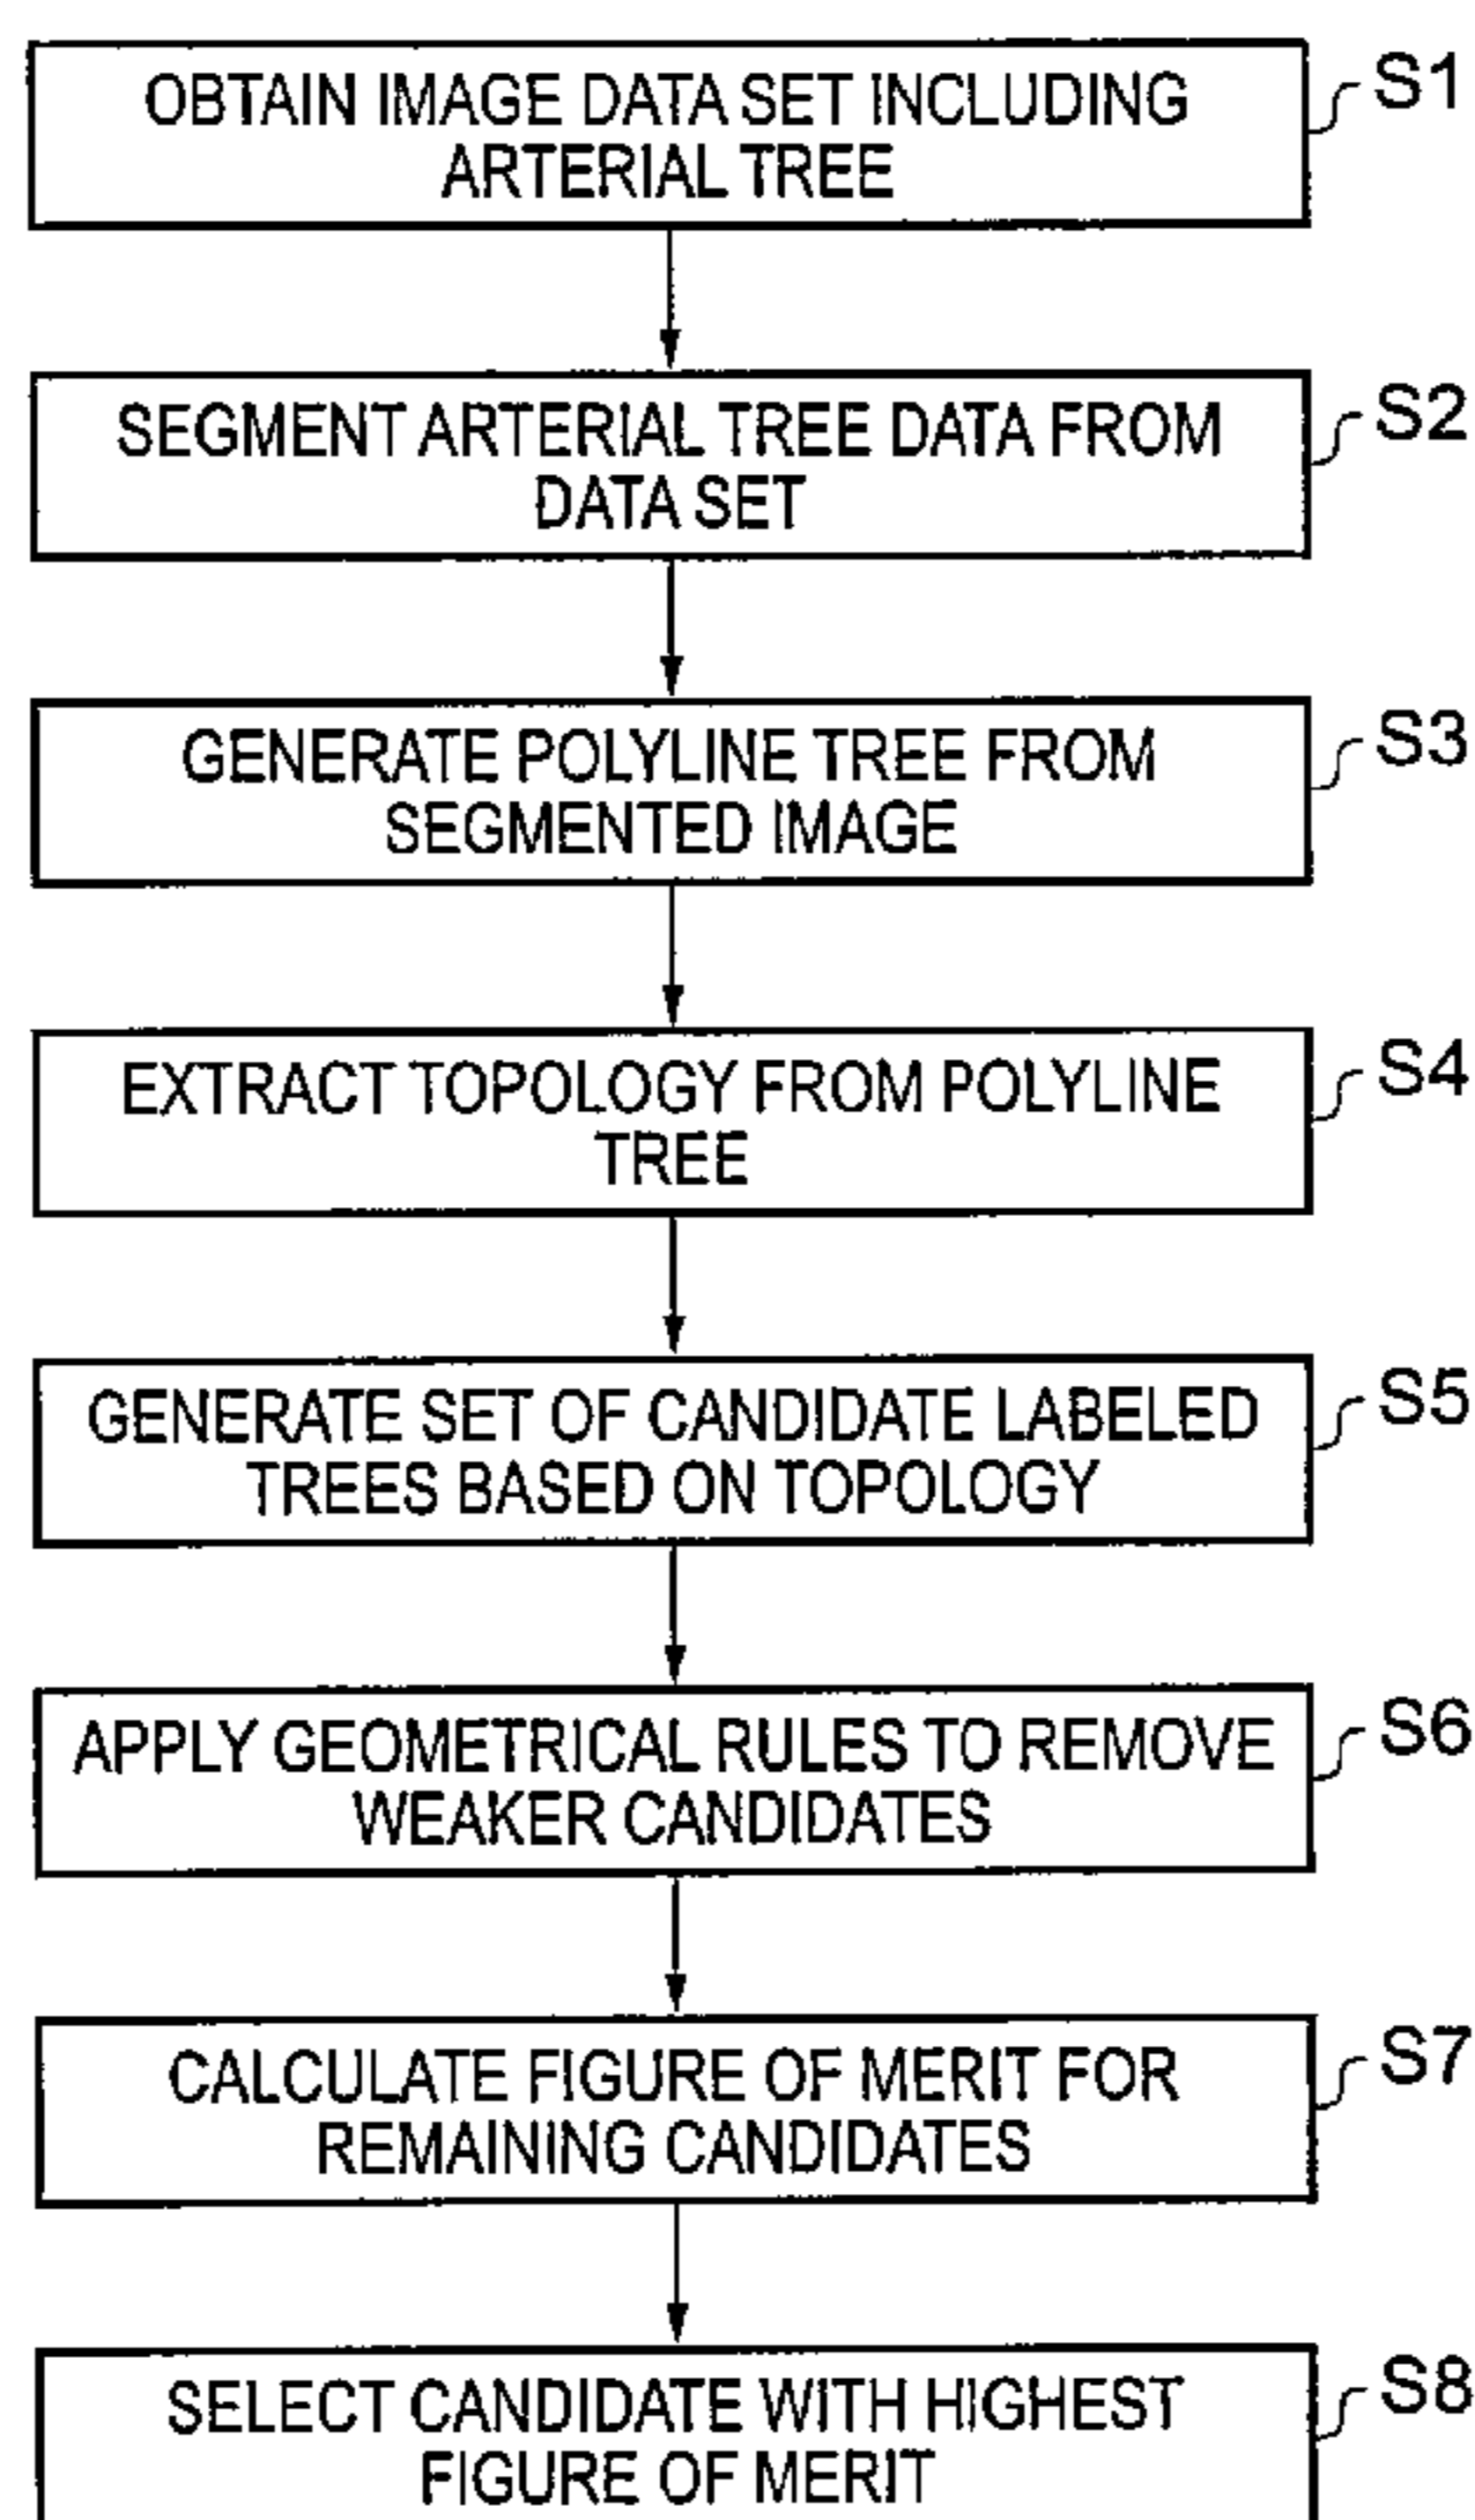 OBTAIN IMAGE DATA SET INCLUDING
ARTERIAL TREE
S1
SEGMENT ARTERIAL TREE DATA FROM
DATA SET
S2
GENERATE POLYLINE TREE FROM
SEGMENTED IMAGE
S3
EXTRACT TOPOLOGY FROM POLYLINE
TREE
S4
GENERATE SET OF CANDIDATE LABELED
TREES BASED ON TOPOLOGY
S5
APPLY GEOMETRICAL RULES TO REMOVE
WEAKER CANDIDATES
S6
CALCULATE FIGURE OF MERIT FOR
REMAINING CANDIDATES
S7
SELECT CANDIDATE WITH HIGHEST
FIGURE OF MERIT
S8